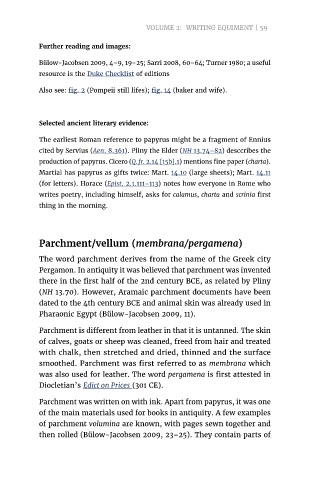 VOLUME 2: WRITING EQUIMENT | 59
Further reading and images:
Bülow-Jacobsen 2009, 4–9, 19–25; Sarri 2008, 60–64; Turner 1980; a useful
resource is the Duke Checklist of editions
Also see: fig. 2 (Pompeii still lifes); fig. 14 (baker and wife).
Selected ancient literary evidence:
The earliest Roman reference to papyrus might be a fragment of Ennius
cited by Servius (Aen. 8.361). Pliny the Elder (NH 13.74–82) describes the
production of papyrus. Cicero (Q.fr. 2.14 [15b].1) mentions fine paper (charta).
Martial has papyrus as gifts twice: Mart. 14.10 (large sheets); Mart. 14.11
(for letters). Horace (Epist. 2.1.111–113) notes how everyone in Rome who
writes poetry, including himself, asks for calamus, charta and scrinia first
thing in the morning.
Parchment/vellum (membrana/pergamena)
The word parchment derives from the name of the Greek city
Pergamon. In antiquity it was believed that parchment was invented
there in the first half of the 2nd century BCE, as related by Pliny
(NH 13.70). However, Aramaic parchment documents have been
dated to the 4th century BCE and animal skin was already used in
Pharaonic Egypt (Bülow-Jacobsen 2009, 11).
Parchment is different from leather in that it is untanned. The skin
of calves, goats or sheep was cleaned, freed from hair and treated
with chalk, then stretched and dried, thinned and the surface
smoothed. Parchment was first referred to as membrana which
was also used for leather. The word pergamena is first attested in
Diocletian's Edict on Prices (301 CE).
Parchment was written on with ink. Apart from papyrus, it was one
of the main materials used for books in antiquity. A few examples
of parchment volumina are known, with pages sewn together and
then rolled (Bülow-Jacobsen 2009, 23–25). They contain parts of